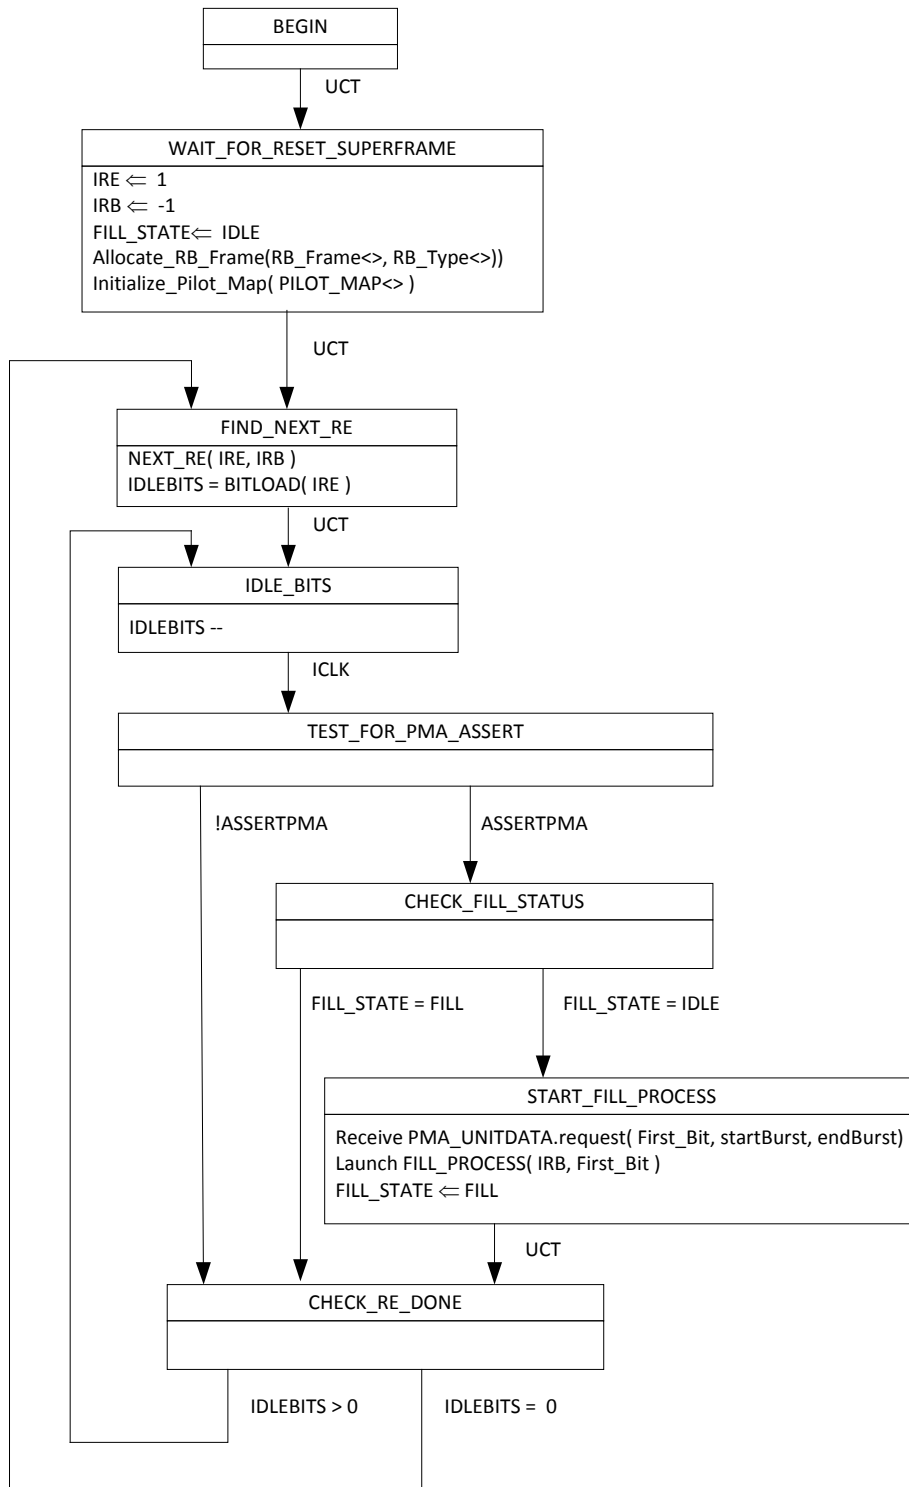 BEGIN
UCT
WAIT_FOR_RESET_SUPERFRAME
IRE ⇐ 1
IRB ⇐ -1
FILL_STATE⇐ IDLE
Allocate_RB_Frame(RB_Frame<>, RB_Type<>))
Initialize_Pilot_Map( PILOT_MAP<> )
UCT
FIND_NEXT_RE
NEXT_RE( IRE, IRB )
IDLEBITS = BITLOAD( IRE )
UCT
IDLE_BITS
IDLEBITS --
ICLK
TEST_FOR_PMA_ASSERT
!ASSERTPMA
ASSERTPMA
CHECK_FILL_STATUS
FILL_STATE = FILL
FILL_STATE = IDLE
START_FILL_PROCESS
Receive PMA_UNITDATA.request( First_Bit, startBurst, endBurst)
Launch FILL_PROCESS( IRB, First_Bit )
FILL_STATE ⇐ FILL
UCT
CHECK_RE_DONE
IDLEBITS > 0
IDLEBITS = 0